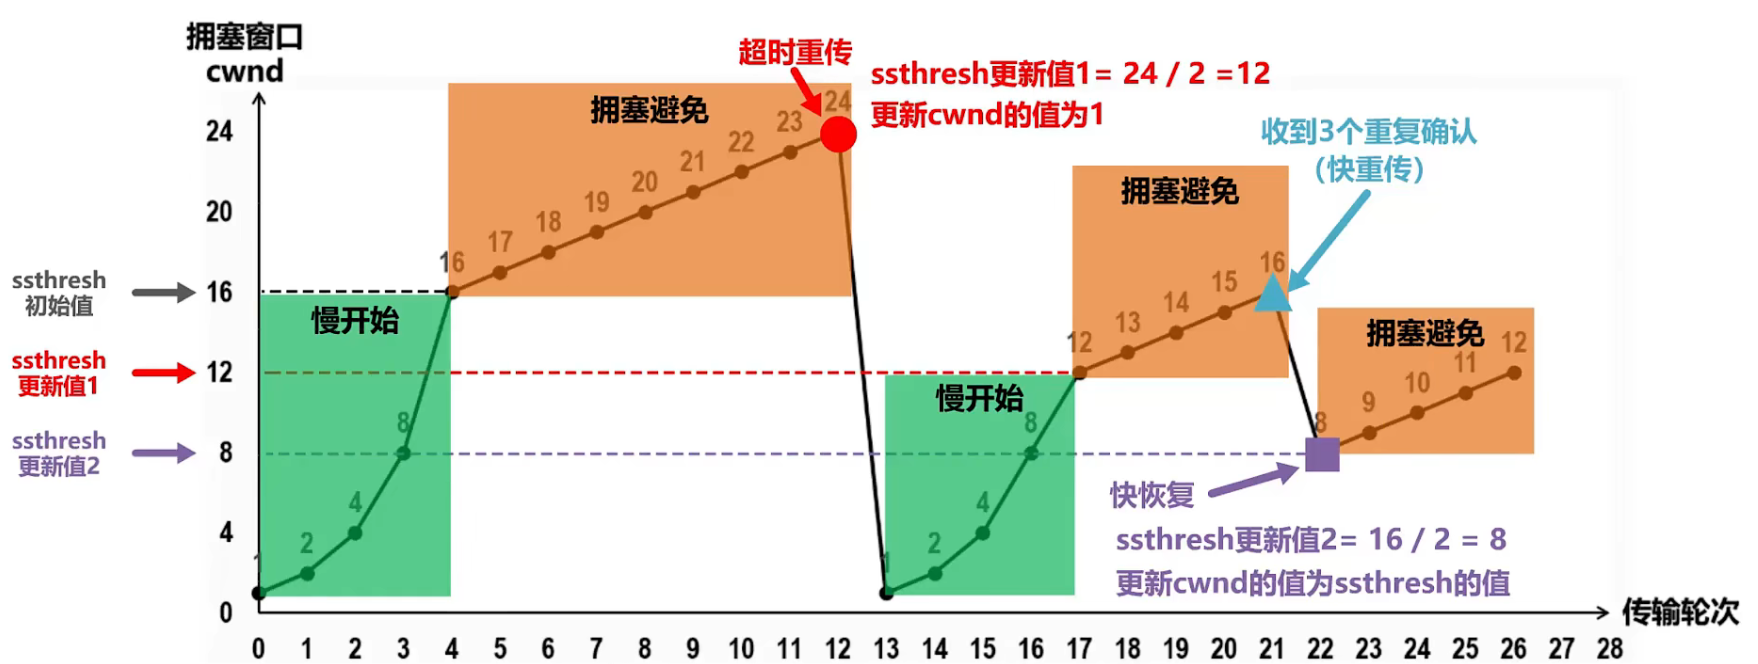 拥塞窗口
cwnd
超时重传
ssthresh更新值1= 24 / 2 =12
更新cwnd的值为1
拥塞避免
24
23
22
21
20
19
18
17
16
收到3个重复确认
（快重传）
拥塞避免
16
15
14
13
12
拥塞避免
12
11
10
9
8
慢开始
8
4
2
1
慢开始
8
4
2
1
快恢复
ssthresh更新值2= 16 / 2 = 8
更新cwnd的值为ssthresh的值
ssthresh
初始值
ssthresh
更新值1
ssthresh
更新值2
24
20
16
12
8
4
0
0 1 2 3 4 5 6 7 8 9 10 11 12 13 14 15 16 17 18 19 20 21 22 23 24 25 26 27 28
传输轮次